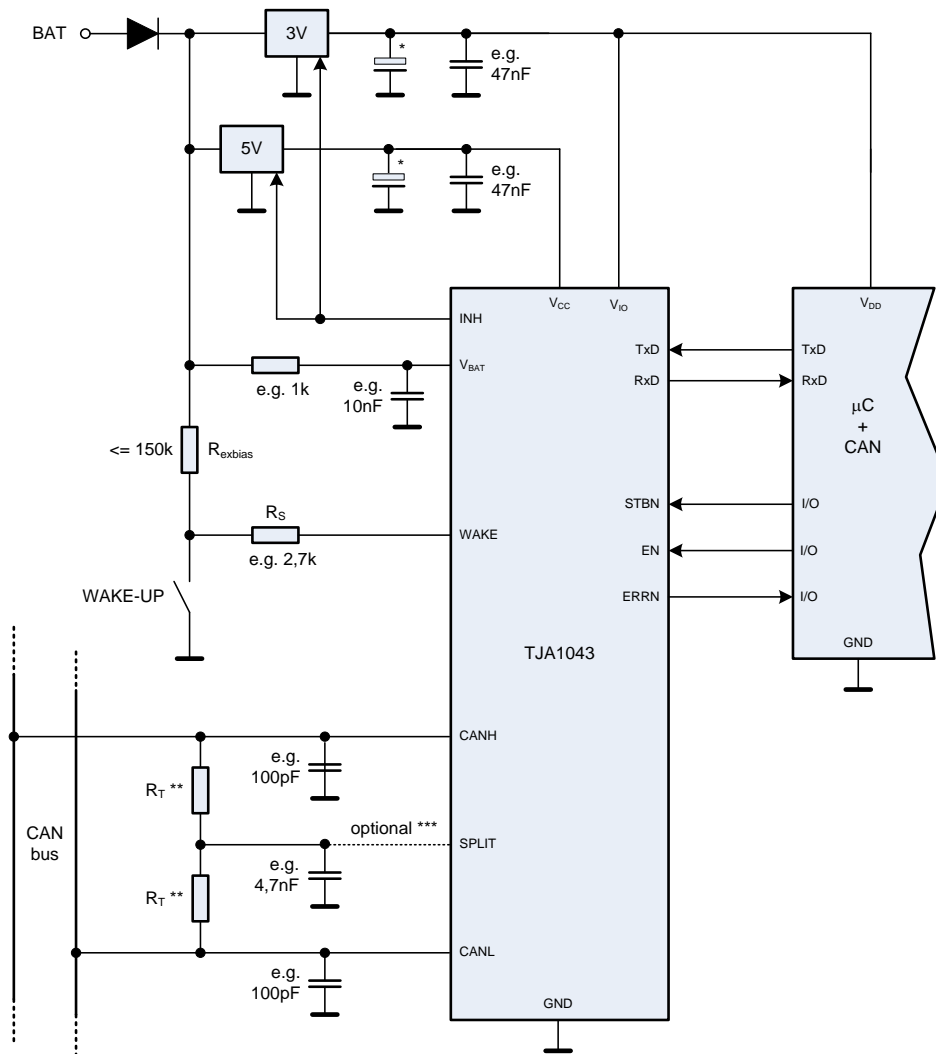 BAT
3V
*
e.g.
47nF
5V
*
e.g.
47nF
INH
VCC
VIO
VDD
TxD
TxD
VBAT
e.g. 1k
e.g.
10nF
RxD
RxD
µC
+
CAN
<= 150k
Rexbias
RS
e.g. 2,7k
WAKE
STBN
I/O
EN
I/O
WAKE-UP
ERRN
I/O
GND
TJA1043
CANH
e.g.
100pF
RT **
CAN
bus
optional ***
SPLIT
e.g.
4,7nF
RT **
CANL
e.g.
100pF
GND